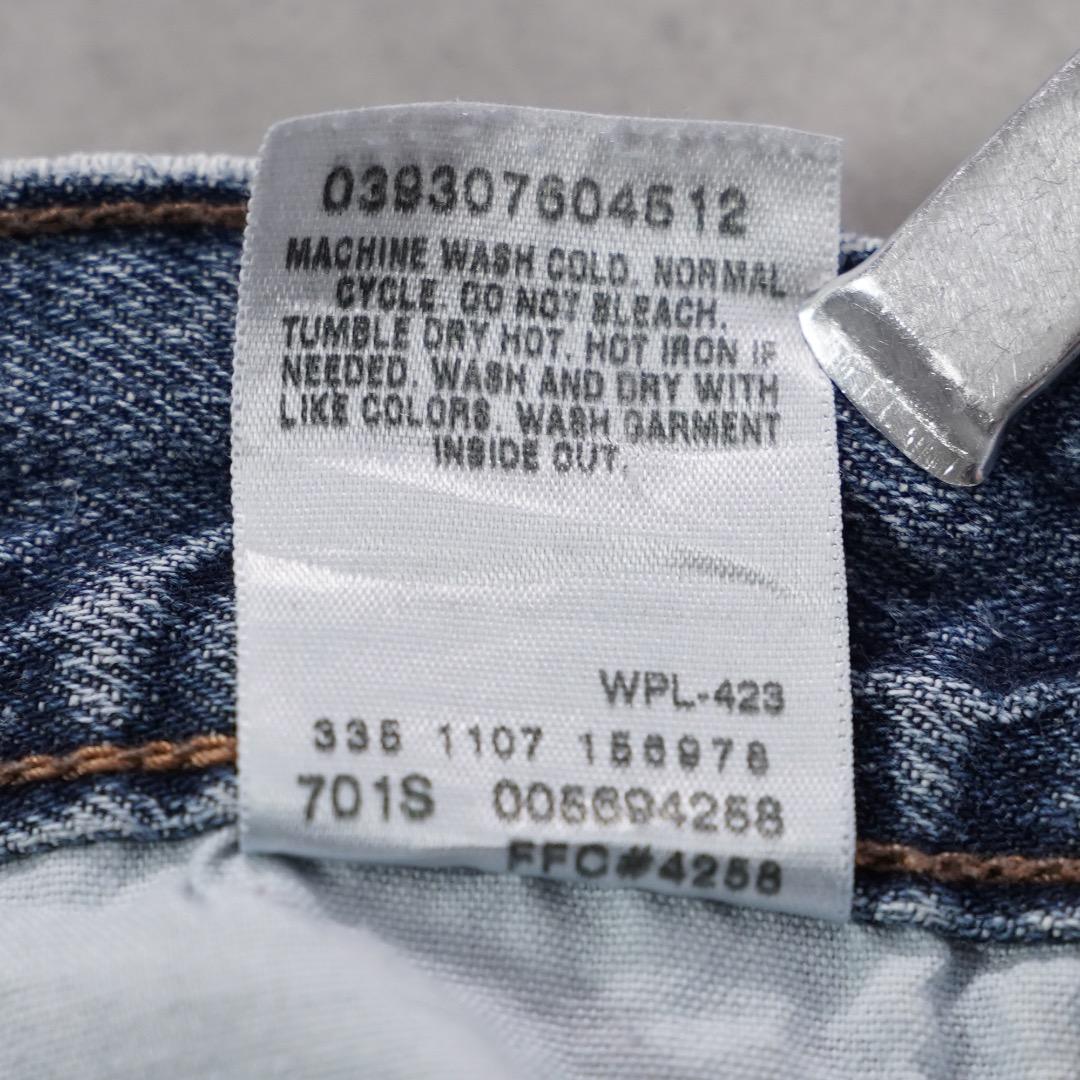 039307604512
MACHINE WASH COLD. NORMAL
CYCLE. DO NOT BLEACH.
TUMBLE DRY HOT. HOT IRON IF
NEEDED. WASH AND DRY WITH
LIKE COLORS. WASH GARMENT
INSIDE OUT.
WPL-423
335 1107 156978
701S 005694258
FFC#4258